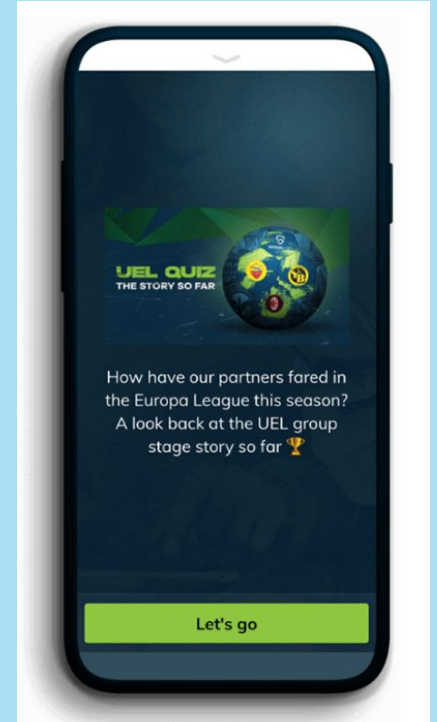 UEL QUIZ
THE STORY SO FAR
How have our partners fared in
the Europa League this season?
A look back at the UEL group
stage story so far 🏆
Let's go